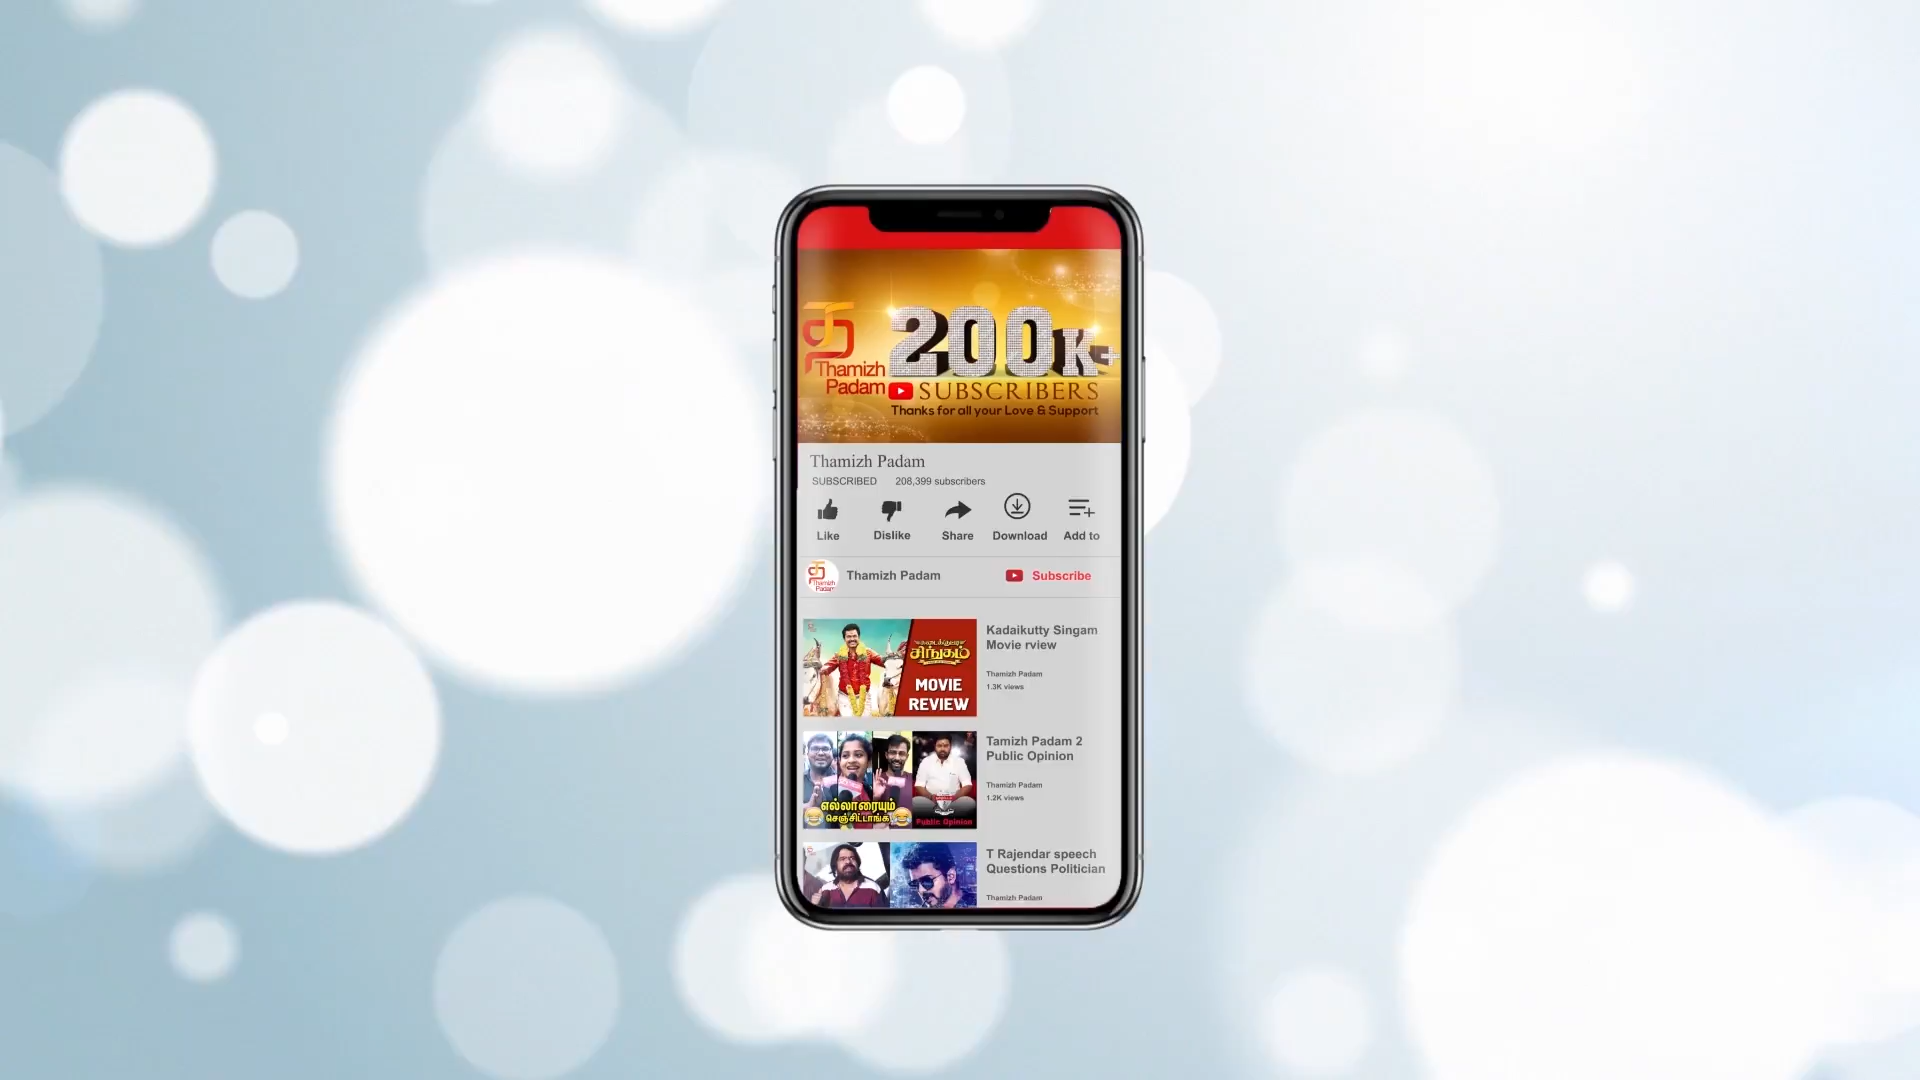 Thamizh
Padam
200K+
SUBSCRIBERS
Thanks for all your Love & Support
Thamizh Padam
SUBSCRIBED 208,399 subscribers
Like Dislike Share Download Add to
Thamizh Padam Subscribe
சிங்கம்
MOVIE
REVIEW
Kadaikutty Singam
Movie rview
Thamizh Padam
1.3K views
எல்லாரையும்
செஞ்சிட்டாங்க
Public Opinion
Tamizh Padam 2
Public Opinion
Thamizh Padam
1.2K views
T Rajendar speech
Questions Politician
Thamizh Padam